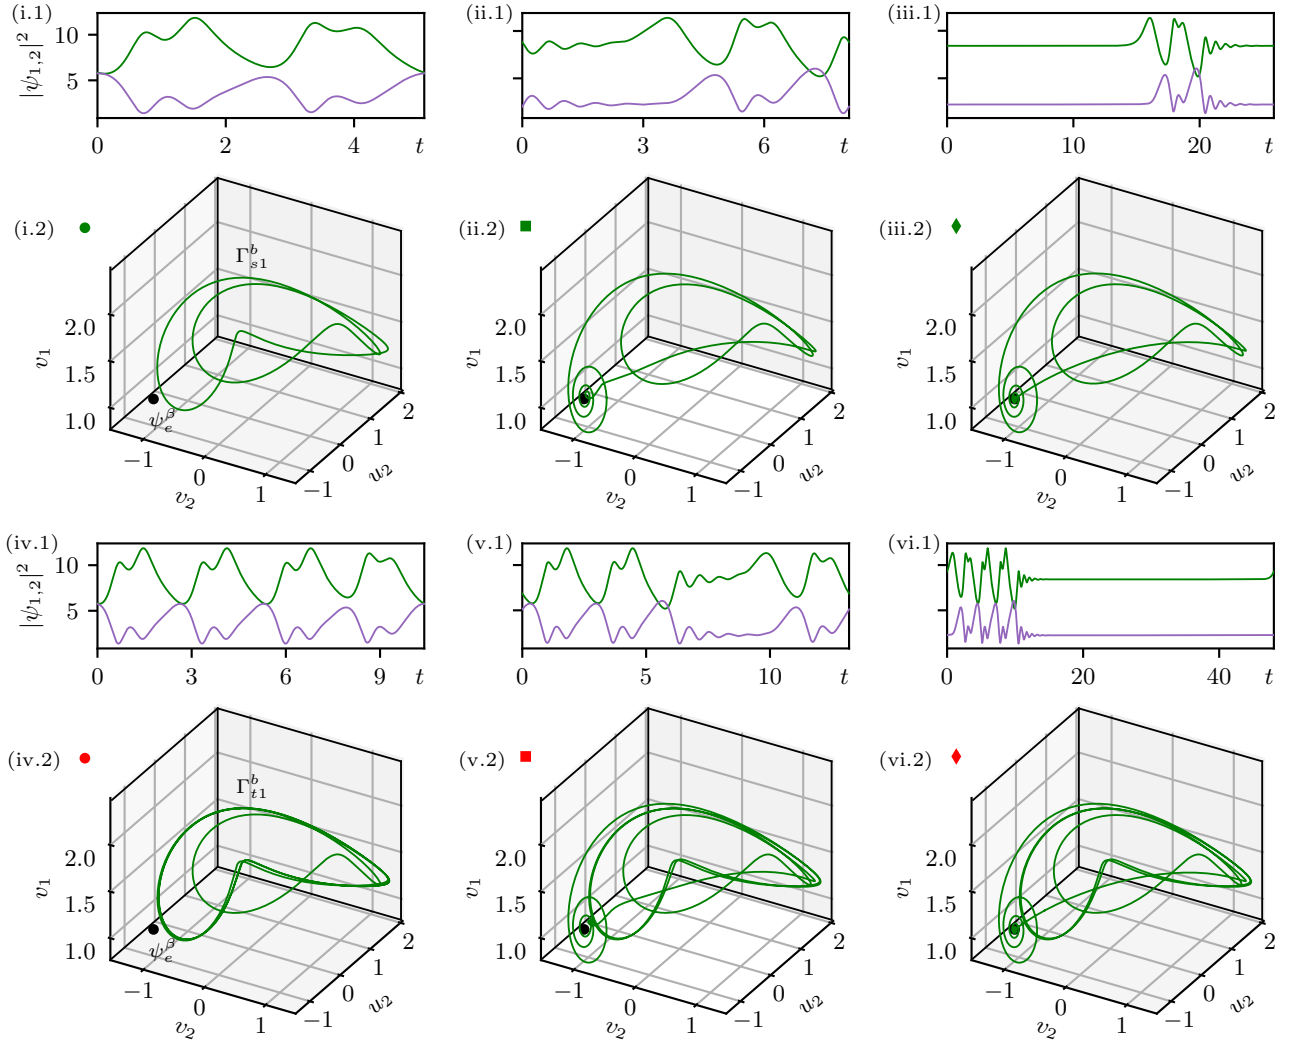 (i.1) (ii.1) (iii.1)
|ψ₁,₂|²
10
5
0 2 4 t
0 3 6 t
0 10 20 t
(i.2) (ii.2) (iii.2)
Γᵇₛ₁
v₁
2.0
1.5
1.0
ψₑᵝ
−1 0 1
v₂
−1 0 1 2
u₂
v₁
2.0
1.5
1.0
−1 0 1
v₂
−1 0 1 2
u₂
v₁
2.0
1.5
1.0
−1 0 1
v₂
−1 0 1 2
u₂
(iv.1) (v.1) (vi.1)
|ψ₁,₂|²
10
5
0 3 6 9 t
0 5 10 t
0 20 40 t
(iv.2) (v.2) (vi.2)
Γᵇₜ₁
v₁
2.0
1.5
1.0
ψₑᵝ
−1 0 1
v₂
−1 0 1 2
u₂
v₁
2.0
1.5
1.0
−1 0 1
v₂
−1 0 1 2
u₂
v₁
2.0
1.5
1.0
−1 0 1
v₂
−1 0 1 2
u₂